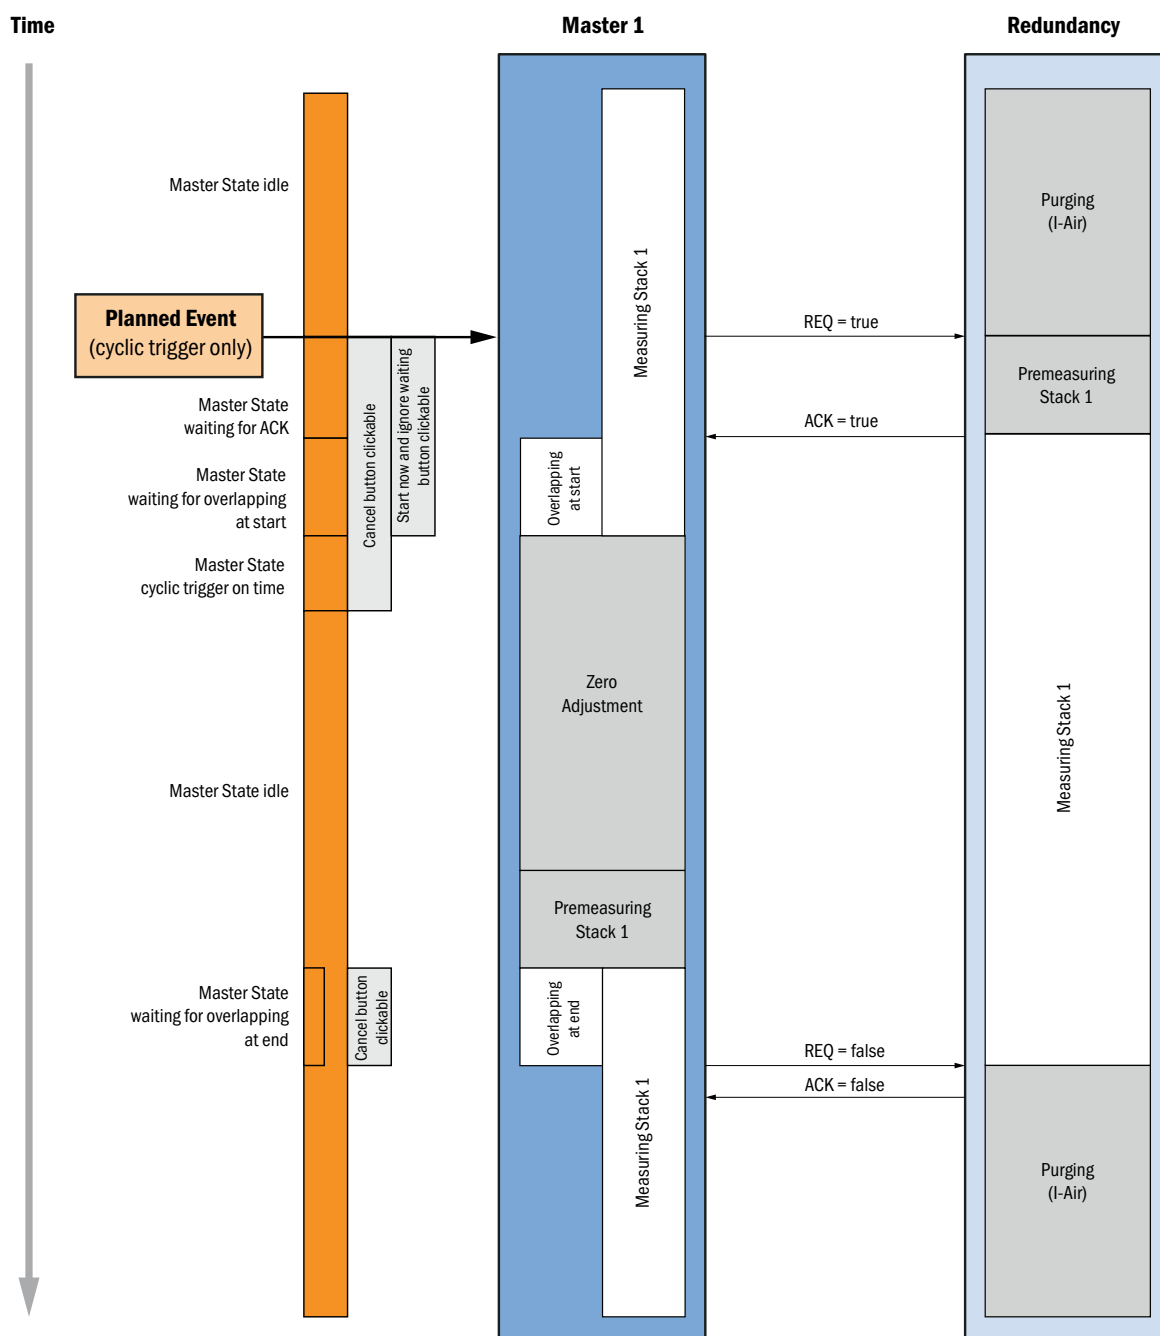 Time
Master 1
Redundancy
Master State idle
Purging
(I-Air)
Measuring Stack 1
Planned Event
(cyclic trigger only)
REQ = true
Premeasuring
Stack 1
Master State
waiting for ACK
Cancel button clickable
Start now and ignore waiting
button clickable
ACK = true
Master State
waiting for overlapping
at start
Overlapping
at start
Master State
cyclic trigger on time
Zero
Adjustment
Measuring Stack 1
Master State idle
Premeasuring
Stack 1
Master State
waiting for overlapping
at end
Cancel button
clickable
Overlapping
at end
Measuring Stack 1
REQ = false
ACK = false
Purging
(I-Air)